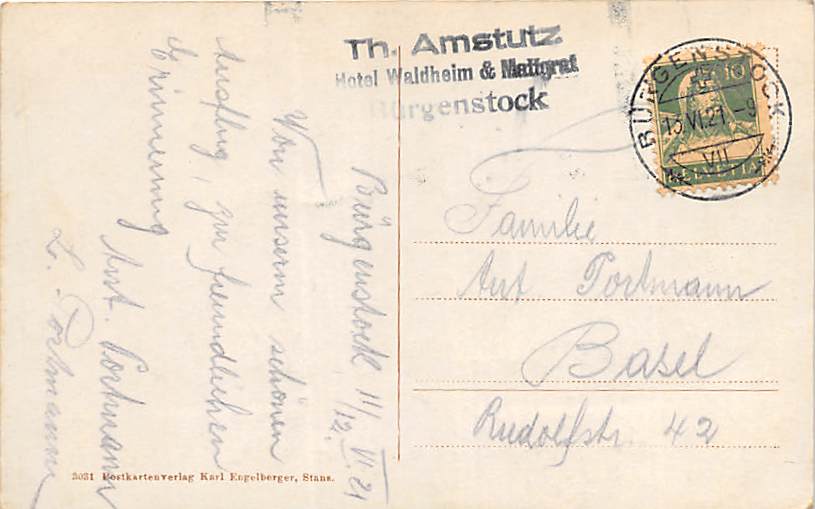 Th. Amstutz
Hotel Waldheim & Mattgrat
Bürgenstock
BÜRGENSTOCK
13.VI.21.-9
VII
10
HELVETIA
Bürgenstock 11/12. VI. 21
Von unserm schönen
Ausflug, zur freundlichen
Erinnerung
Ant. Portmann
L. Portmann
Familie
Ant Portmann
Basel
Rudolfstr. 42
3031 Postkartenverlag Karl Engelberger, Stans.